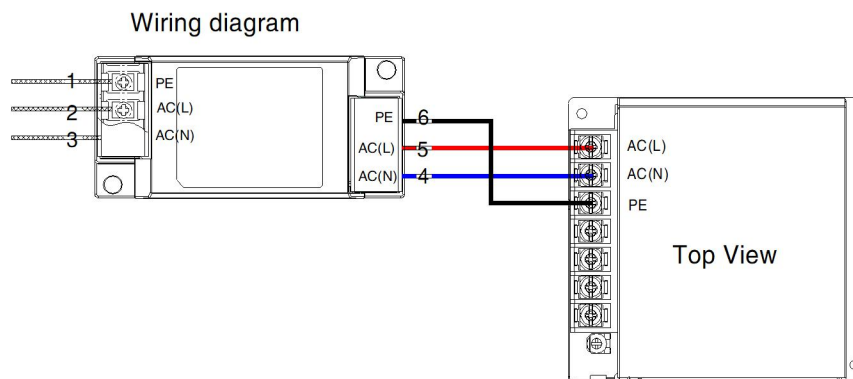 Wiring diagram
1 PE
2 AC(L)
3 AC(N)
PE 6
AC(L) 5
AC(N) 4
AC(L)
AC(N)
PE
Top View